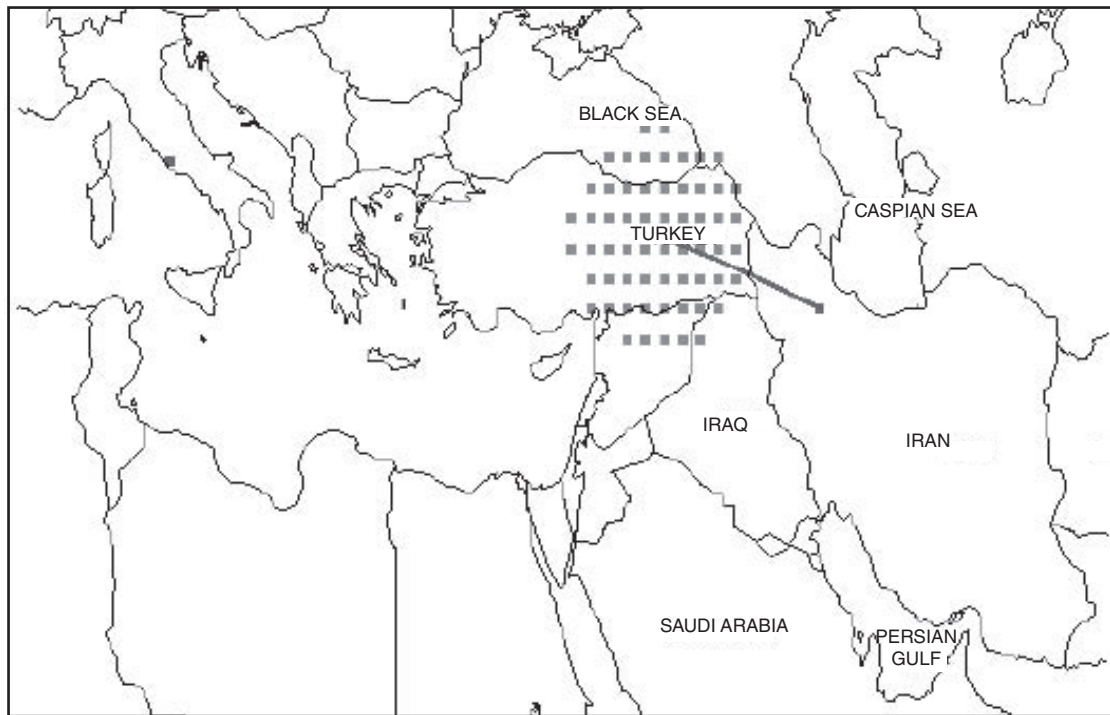 BLACK SEA
CASPIAN SEA
TURKEY
IRAQ
IRAN
SAUDI ARABIA
PERSIAN
GULF